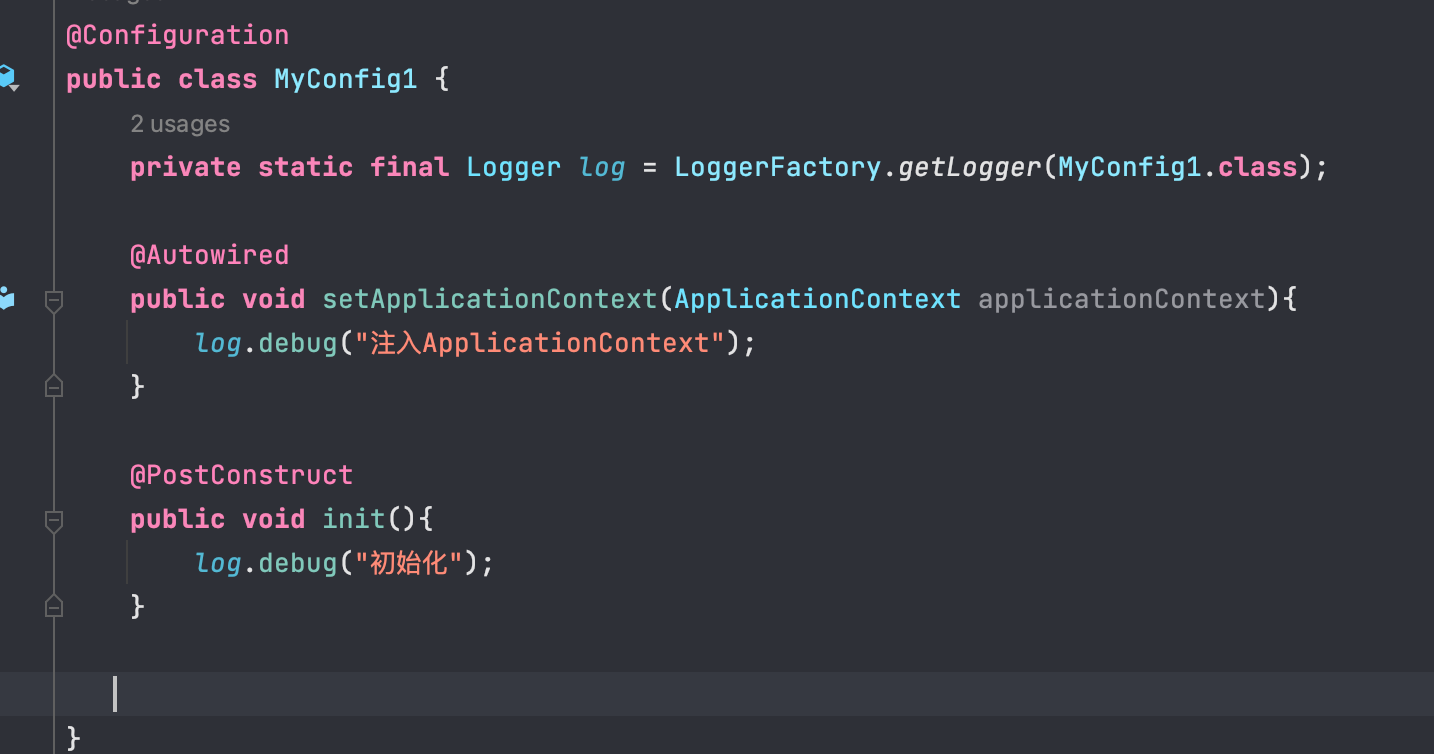 @Configuration
public class MyConfig1 {
2 usages
private static final Logger log = LoggerFactory.getLogger(MyConfig1.class);
@Autowired
public void setApplicationContext(ApplicationContext applicationContext){
log.debug("注入ApplicationContext");
}
@PostConstruct
public void init(){
log.debug("初始化");
}
}